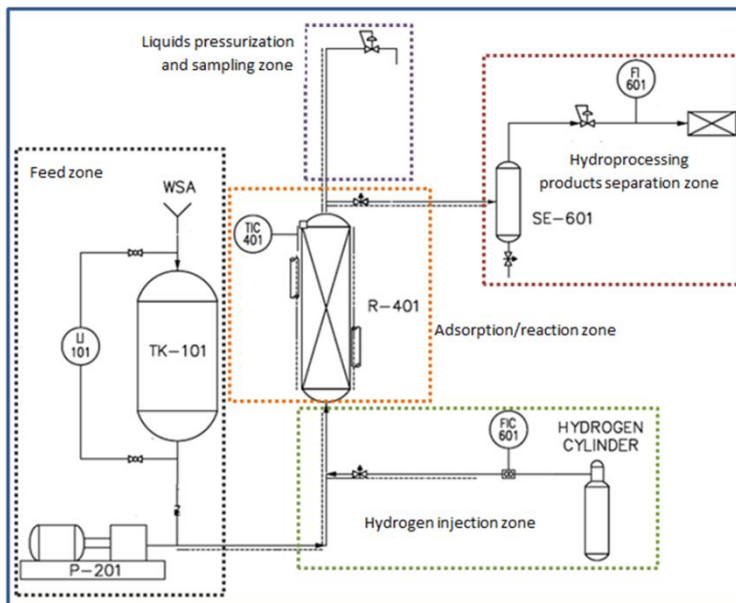 Liquids pressurization
and sampling zone
FI
601
Hydroprocessing
products separation zone
SE-601
Feed zone
WSA
TIC
401
R-401
Adsorption/reaction zone
LI
101
TK-101
FIC
601
HYDROGEN
CYLINDER
Hydrogen injection zone
P-201